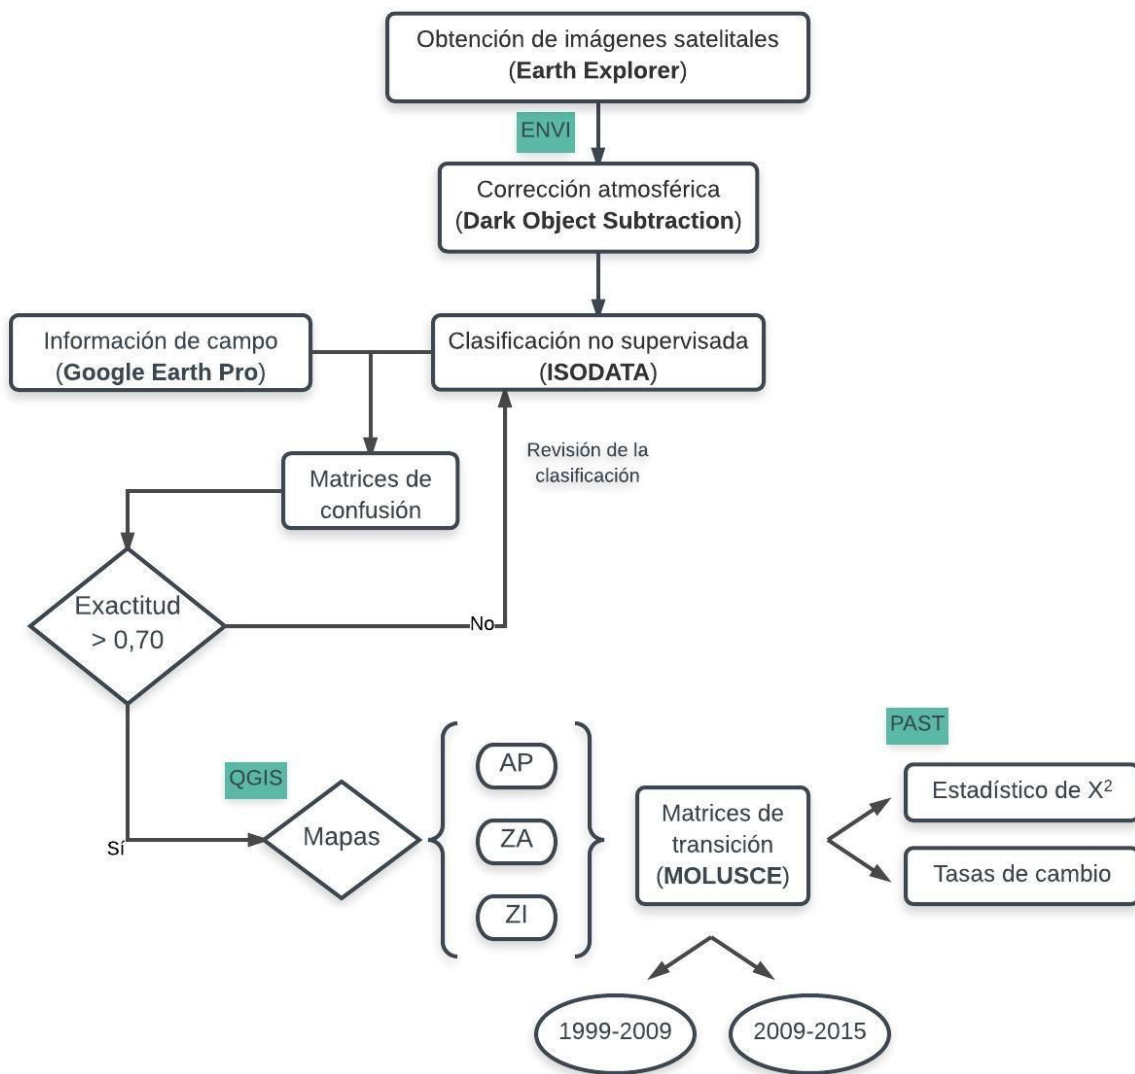 Obtención de imágenes satelitales
(Earth Explorer)
ENVI
Corrección atmosférica
(Dark Object Subtraction)
Información de campo
(Google Earth Pro)
Clasificación no supervisada
(ISODATA)
Revisión de la
clasificación
Matrices de
confusión
Exactitud
> 0,70
No
Sí
QGIS
Mapas
AP
ZA
ZI
Matrices de
transición
(MOLUSCE)
PAST
Estadístico de X²
Tasas de cambio
1999-2009
2009-2015